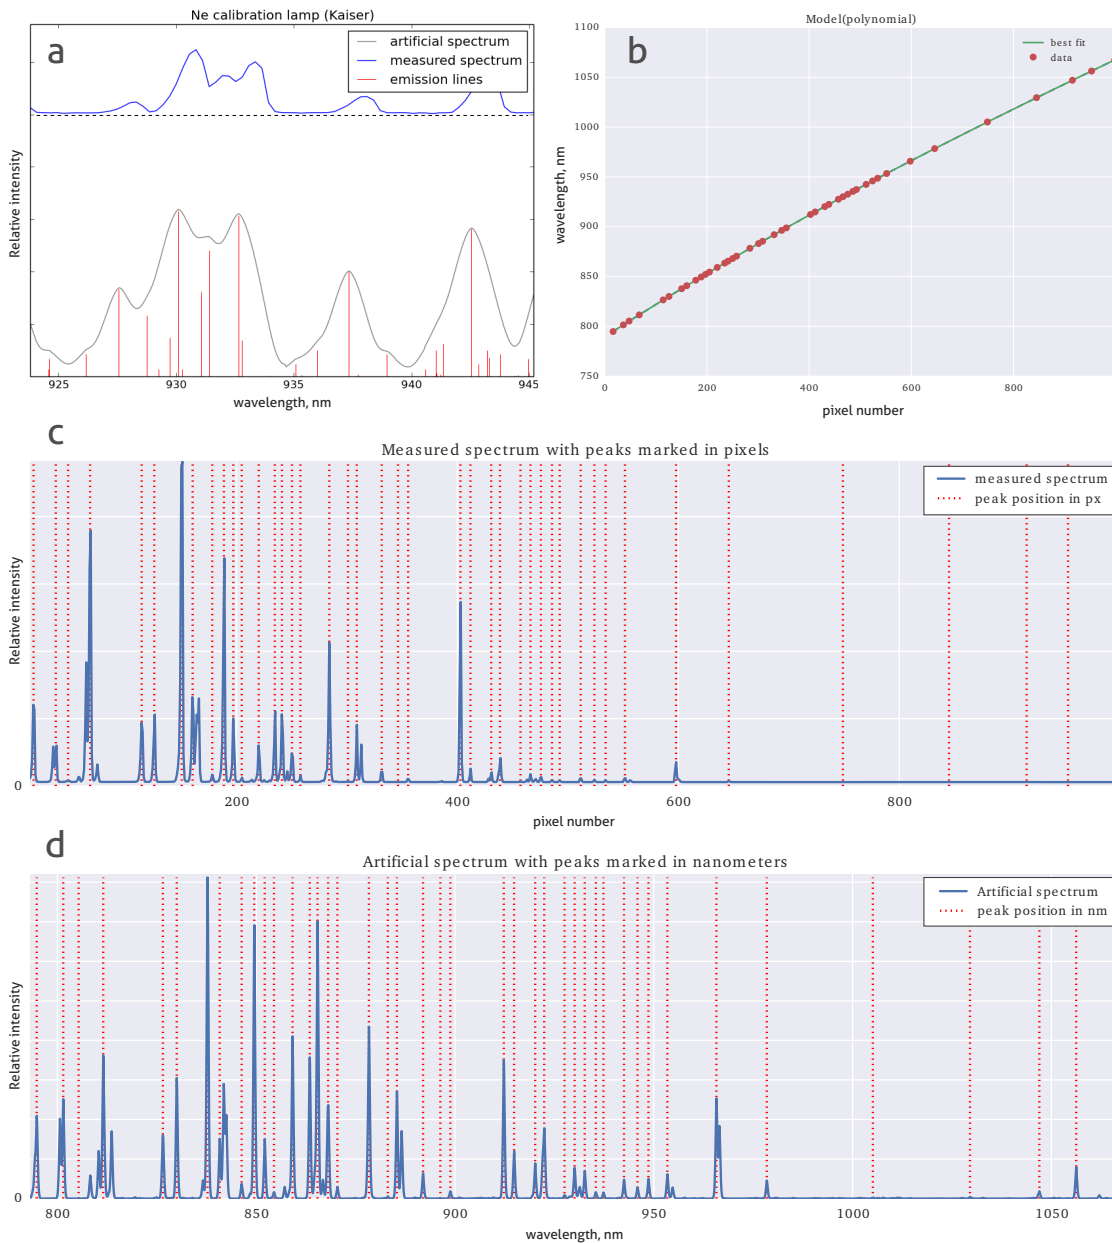 Ne calibration lamp (Kaiser)
a
artificial spectrum
measured spectrum
emission lines
Relative intensity
925 930 935 940 945
wavelength, nm
Model(polynomial)
b
best fit
data
1100
1050
1000
950
900
850
800
750
wavelength, nm
0 200 400 600 800
pixel number
c
Measured spectrum with peaks marked in pixels
measured spectrum
peak position in px
Relative intensity
0
200 400 600 800
pixel number
d
Artificial spectrum with peaks marked in nanometers
Artificial spectrum
peak position in nm
Relative intensity
0
800 850 900 950 1000 1050
wavelength, nm